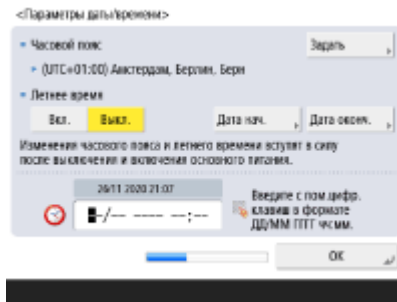 <Параметры даты/времени>
Часовой пояс
Задать
(UTC+01:00) Амстердам, Берлин, Берн
Летнее время
Вкл. Выкл. Дата нач. Дата оконч.
Изменения часового пояса и летнего времени вступят в силу
после выключения и включения основного питания.
26/11 2020 21:07
-/-- ---- --:--
Введите с пом.цифр.
клавиш в формате
ДД/ММ ГГГГ чч:мм.
OK